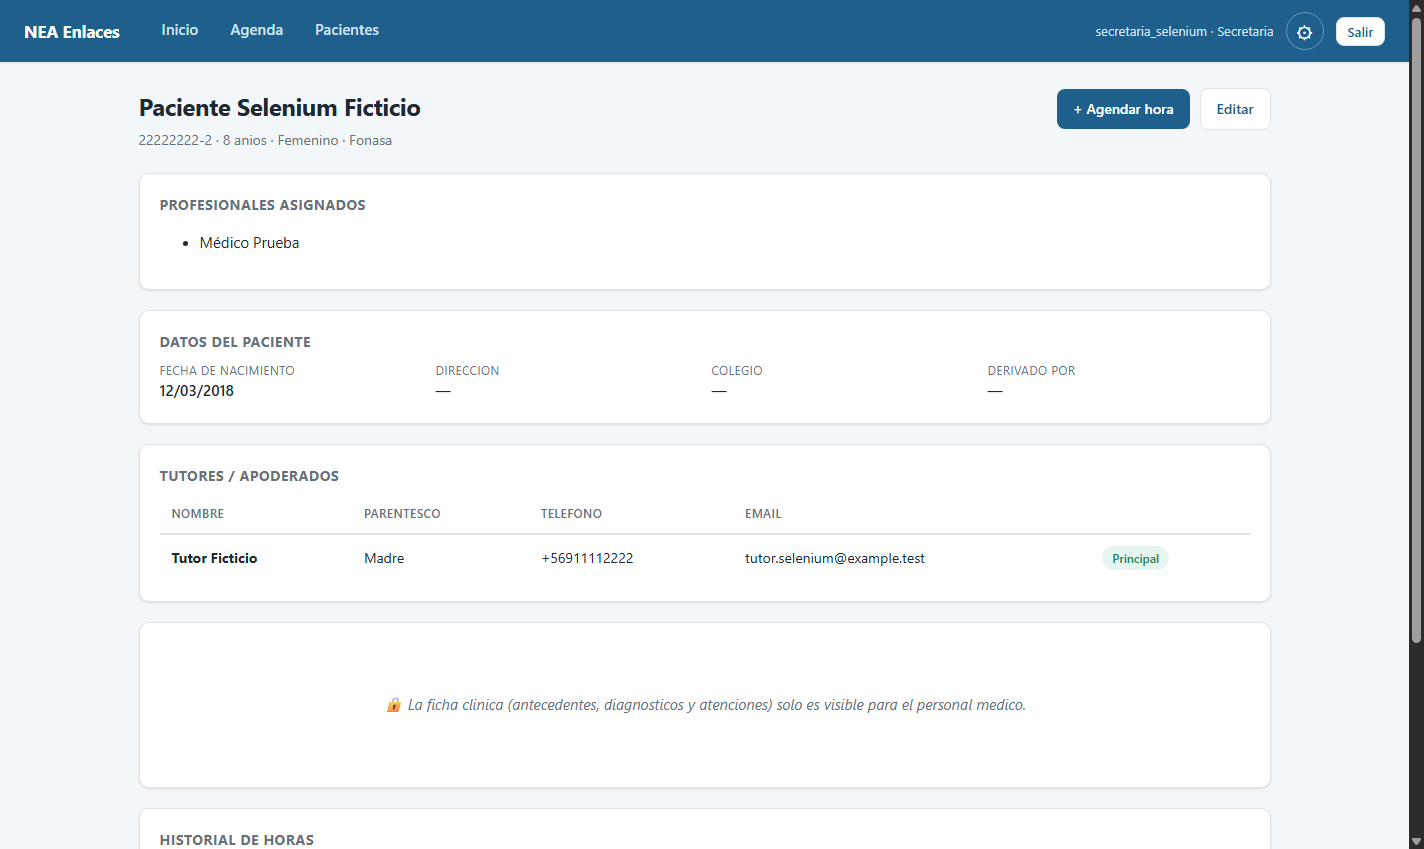 NEA Enlaces Inicio Agenda Pacientes secretaria_selenium · Secretaria Salir
Paciente Selenium Ficticio
+ Agendar hora Editar
22222222-2 · 8 anios · Femenino · Fonasa
PROFESIONALES ASIGNADOS
• Médico Prueba
DATOS DEL PACIENTE
FECHA DE NACIMIENTO DIRECCION COLEGIO DERIVADO POR
12/03/2018 — — —
TUTORES / APODERADOS
NOMBRE PARENTESCO TELEFONO EMAIL
Tutor Ficticio Madre +56911112222 tutor.selenium@example.test Principal
La ficha clinica (antecedentes, diagnosticos y atenciones) solo es visible para el personal medico.
HISTORIAL DE HORAS